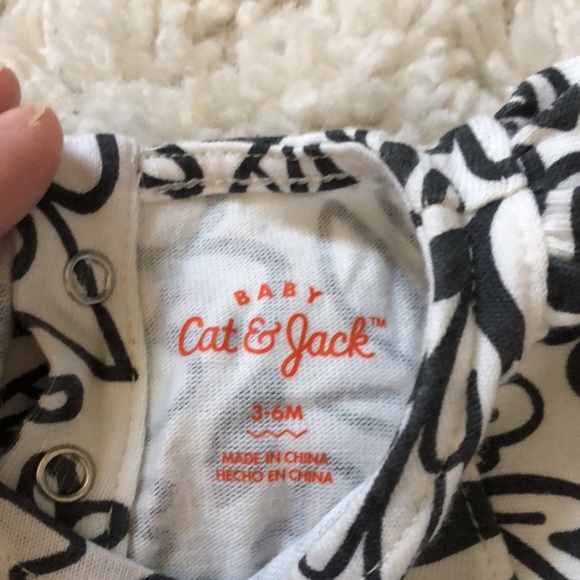 BABY
Cat & Jack™
3-6M
MADE IN CHINA
HECHO EN CHINA